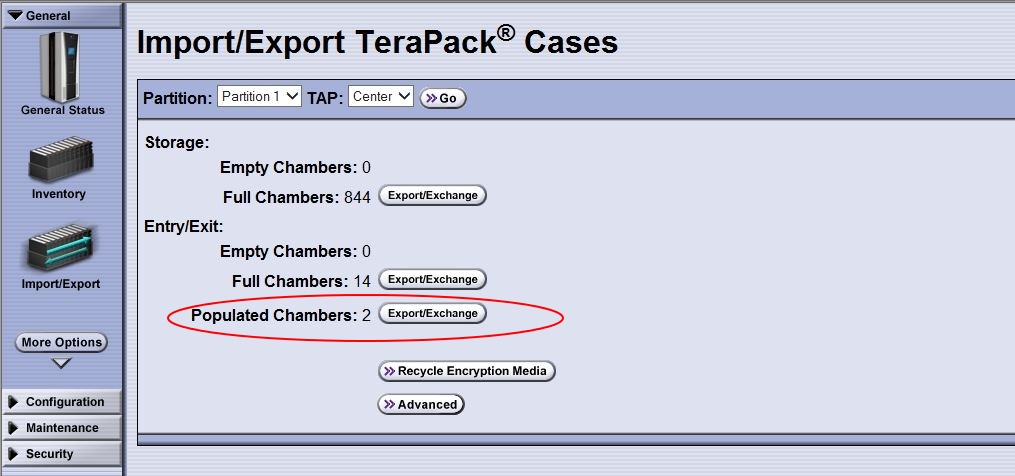 General
General Status
Inventory
Import/Export
More Options
Configuration
Maintenance
Security
Import/Export TeraPack® Cases
Partition: Partition 1 TAP: Center Go
Storage:
Empty Chambers: 0
Full Chambers: 844 Export/Exchange
Entry/Exit:
Empty Chambers: 0
Full Chambers: 14 Export/Exchange
Populated Chambers: 2 Export/Exchange
Recycle Encryption Media
Advanced